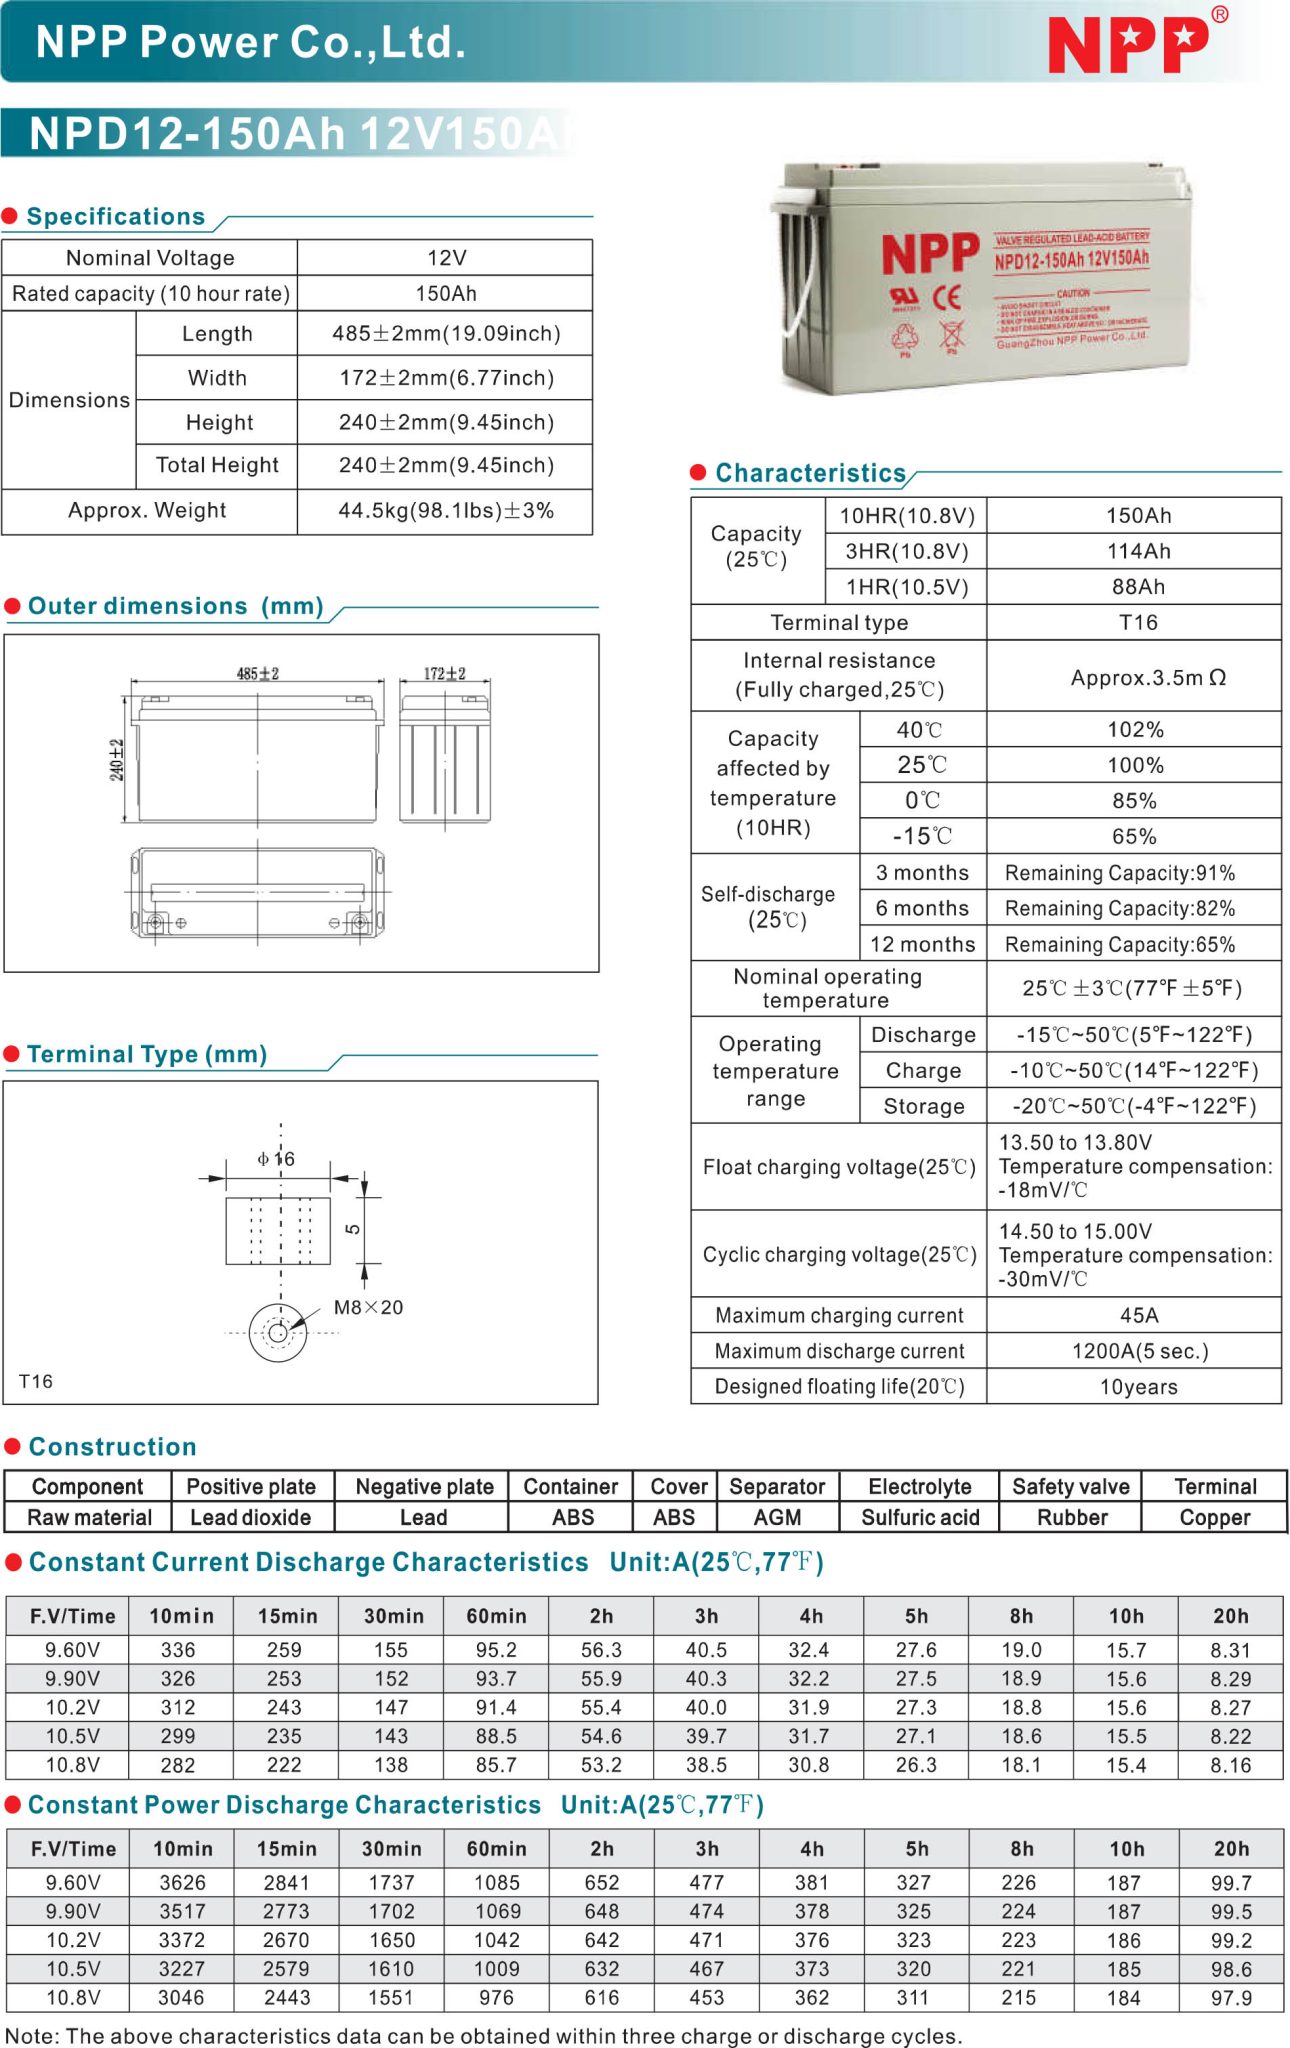 NPP Power Co.,Ltd.
NPP®
NPD12-150Ah 12V150Ah
NPP
VALVE REGULATED LEAD-ACID BATTERY
NPD12-150Ah 12V150Ah
CAUTION
Pb
Pb
GuangZhou NPP Power Co.,Ltd.
Specifications
Nominal Voltage 12V
Rated capacity (10 hour rate) 150Ah
Dimensions
Length 485±2mm(19.09inch)
Width 172±2mm(6.77inch)
Height 240±2mm(9.45inch)
Total Height 240±2mm(9.45inch)
Approx. Weight 44.5kg(98.1lbs)±3%
Outer dimensions (mm)
485±2
172±2
240±2
Terminal Type (mm)
ϕ16
5
M8×20
T16
Characteristics
Capacity
(25℃)
10HR(10.8V) 150Ah
3HR(10.8V) 114Ah
1HR(10.5V) 88Ah
Terminal type T16
Internal resistance
(Fully charged,25℃)
Approx.3.5mΩ
Capacity
affected by
temperature
(10HR)
40℃ 102%
25℃ 100%
0℃ 85%
-15℃ 65%
Self-discharge
(25℃)
3 months Remaining Capacity:91%
6 months Remaining Capacity:82%
12 months Remaining Capacity:65%
Nominal operating
temperature
25℃±3℃(77℉±5℉)
Operating
temperature
range
Discharge -15℃~50℃(5℉~122℉)
Charge -10℃~50℃(14℉~122℉)
Storage -20℃~50℃(-4℉~122℉)
Float charging voltage(25℃)
13.50 to 13.80V
Temperature compensation:
-18mV/℃
Cyclic charging voltage(25℃)
14.50 to 15.00V
Temperature compensation:
-30mV/℃
Maximum charging current 45A
Maximum discharge current 1200A(5 sec.)
Designed floating life(20℃) 10years
Construction
Component Positive plate Negative plate Container Cover Separator Electrolyte Safety valve Terminal
Raw material Lead dioxide Lead ABS ABS AGM Sulfuric acid Rubber Copper
Constant Current Discharge Characteristics Unit:A(25℃,77℉)
F.V/Time 10min 15min 30min 60min 2h 3h 4h 5h 8h 10h 20h
9.60V 336 259 155 95.2 56.3 40.5 32.4 27.6 19.0 15.7 8.31
9.90V 326 253 152 93.7 55.9 40.3 32.2 27.5 18.9 15.6 8.29
10.2V 312 243 147 91.4 55.4 40.0 31.9 27.3 18.8 15.6 8.27
10.5V 299 235 143 88.5 54.6 39.7 31.7 27.1 18.6 15.5 8.22
10.8V 282 222 138 85.7 53.2 38.5 30.8 26.3 18.1 15.4 8.16
Constant Power Discharge Characteristics Unit:A(25℃,77℉)
F.V/Time 10min 15min 30min 60min 2h 3h 4h 5h 8h 10h 20h
9.60V 3626 2841 1737 1085 652 477 381 327 226 187 99.7
9.90V 3517 2773 1702 1069 648 474 378 325 224 187 99.5
10.2V 3372 2670 1650 1042 642 471 376 323 223 186 99.2
10.5V 3227 2579 1610 1009 632 467 373 320 221 185 98.6
10.8V 3046 2443 1551 976 616 453 362 311 215 184 97.9
Note: The above characteristics data can be obtained within three charge or discharge cycles.